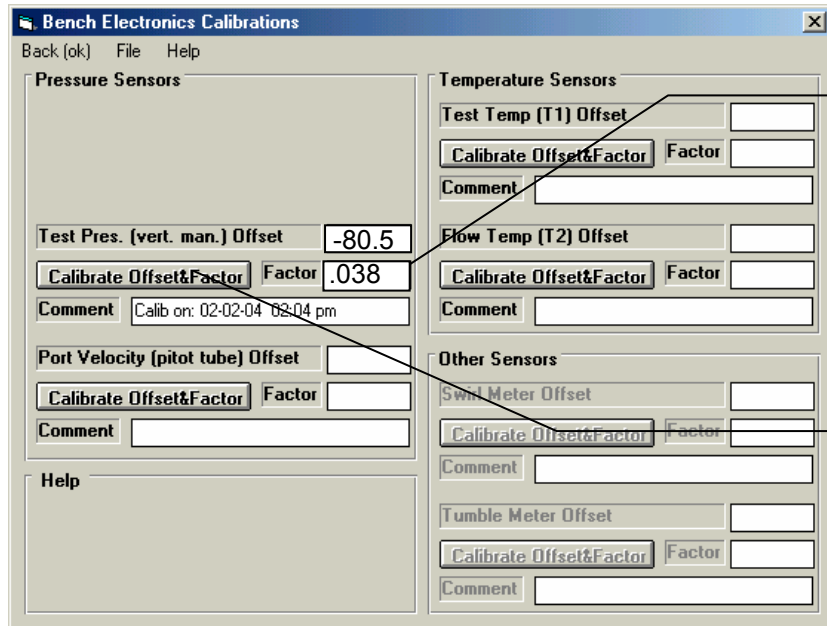 Bench Electronics Calibrations
Back (ok) File Help
Pressure Sensors
Test Pres. (vert. man.) Offset -80.5
Calibrate Offset&Factor Factor .038
Comment Calib on: 02-02-04 02:04 pm
Port Velocity (pitot tube) Offset
Calibrate Offset&Factor Factor
Comment
Help
Temperature Sensors
Test Temp (T1) Offset
Calibrate Offset&Factor Factor
Comment
Flow Temp (T2) Offset
Calibrate Offset&Factor Factor
Comment
Other Sensors
Swirl Meter Offset
Calibrate Offset&Factor Factor
Comment
Tumble Meter Offset
Calibrate Offset&Factor Factor
Comment